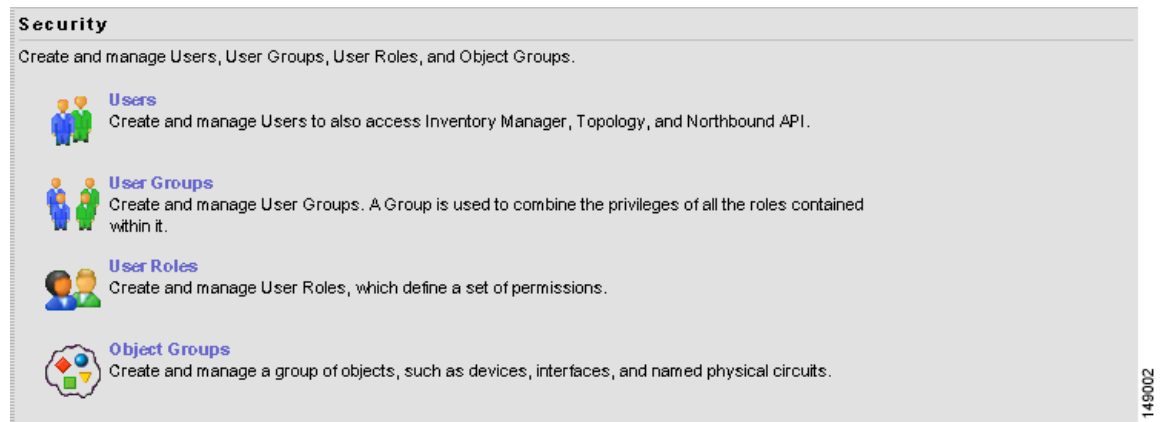 Security
Create and manage Users, User Groups, User Roles, and Object Groups.
Users
Create and manage Users to also access Inventory Manager, Topology, and Northbound API.
User Groups
Create and manage User Groups. A Group is used to combine the privileges of all the roles contained
within it.
User Roles
Create and manage User Roles, which define a set of permissions.
Object Groups
Create and manage a group of objects, such as devices, interfaces, and named physical circuits.
149002